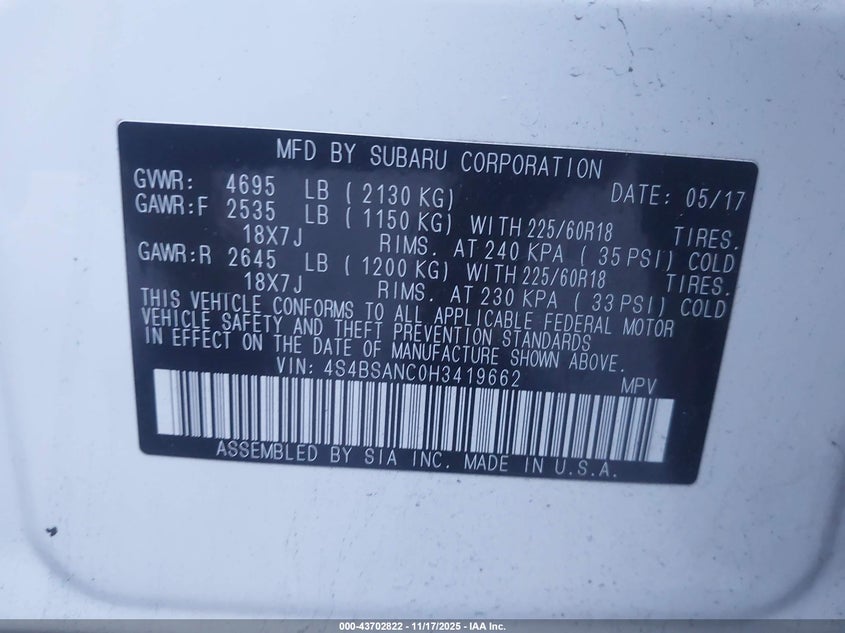 MFD BY SUBARU CORPORATION
GVWR: 4695 LB ( 2130 KG) DATE: 05/17
GAWR:F 2535 LB ( 1150 KG) WITH 225/60R18 TIRES.
18X7J RIMS. AT 240 KPA ( 35 PSI) COLD
GAWR:R 2645 LB ( 1200 KG) WITH 225/60R18 TIRES.
18X7J RIMS. AT 230 KPA ( 33 PSI) COLD
THIS VEHICLE CONFORMS TO ALL APPLICABLE FEDERAL MOTOR
VEHICLE SAFETY AND THEFT PREVENTION STANDARDS
IN EFFECT ON THE DATE OF MANUFACTURE SHOWN ABOVE.
VIN: 4S4BSANC0H3419662 MPV
ASSEMBLED BY SIA INC. MADE IN U.S.A.
000-43702822 - 11/17/2025 - IAA Inc.